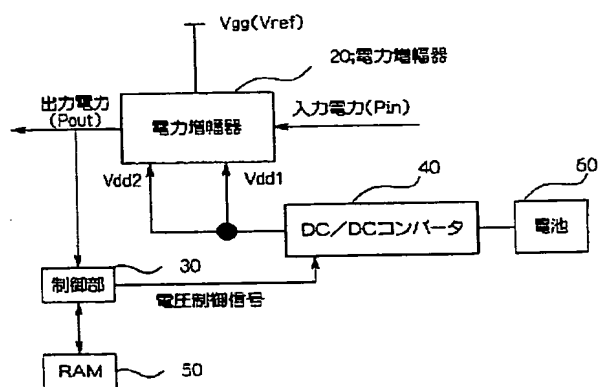 Vgg(Vref)
20;電力増幅器
出力電力
(Pout)
電力増幅器
入力電力(Pin)
Vdd2
Vdd1
40
60
DC/DCコンバータ
電池
30
制御部
電圧制御信号
RAM
50